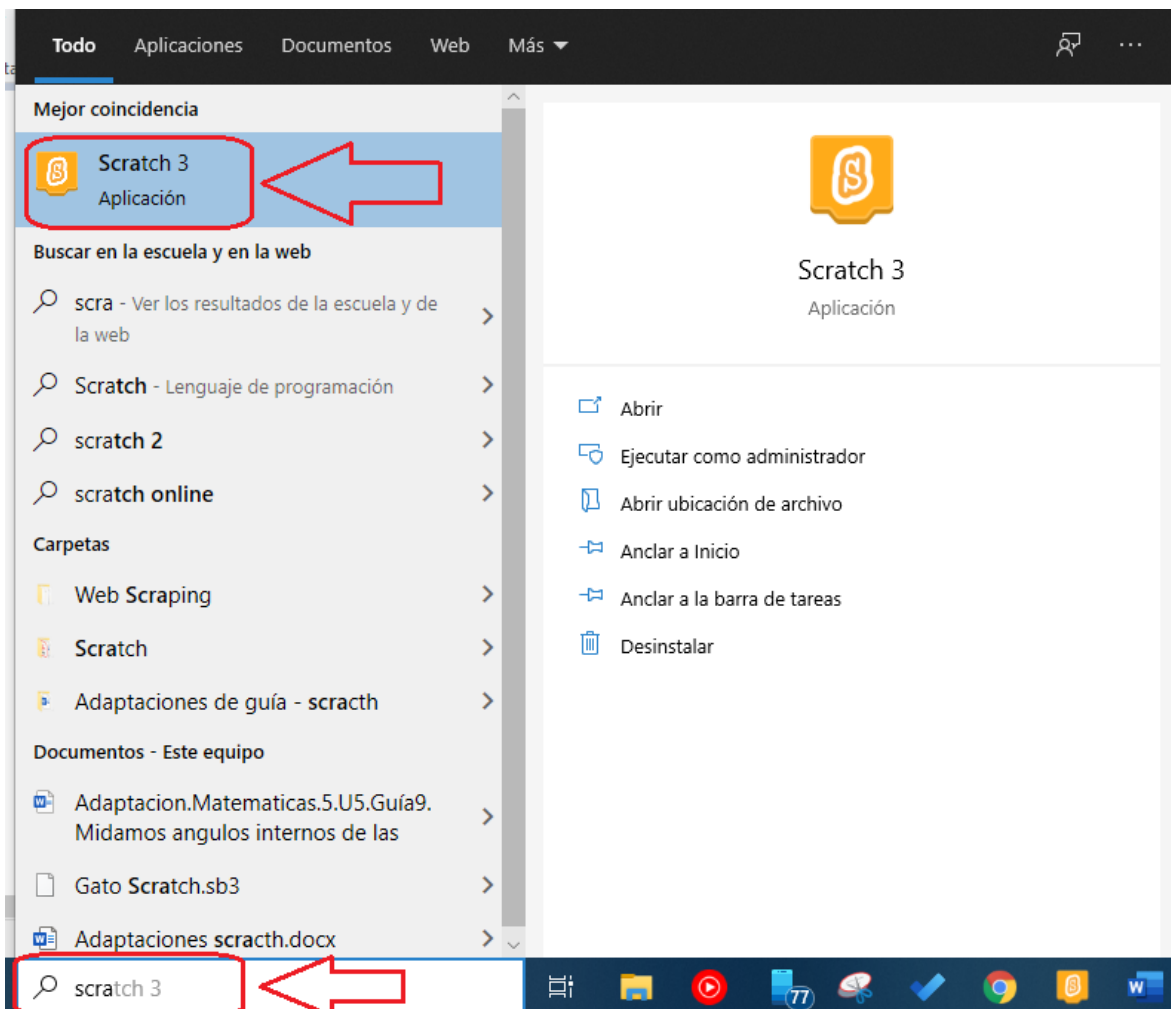 Todo Aplicaciones Documentos Web Más
Mejor coincidencia
Scratch 3
Aplicación
Buscar en la escuela y en la web
scra - Ver los resultados de la escuela y de
la web
Scratch - Lenguaje de programación
scratch 2
scratch online
Carpetas
Web Scraping
Scratch
Adaptaciones de guía - scracth
Documentos - Este equipo
Adaptacion.Matematicas.5.U5.Guía9.
Midamos angulos internos de las
Gato Scratch.sb3
Adaptaciones scracth.docx
scratch 3
Scratch 3
Aplicación
Abrir
Ejecutar como administrador
Abrir ubicación de archivo
Anclar a Inicio
Anclar a la barra de tareas
Desinstalar
77